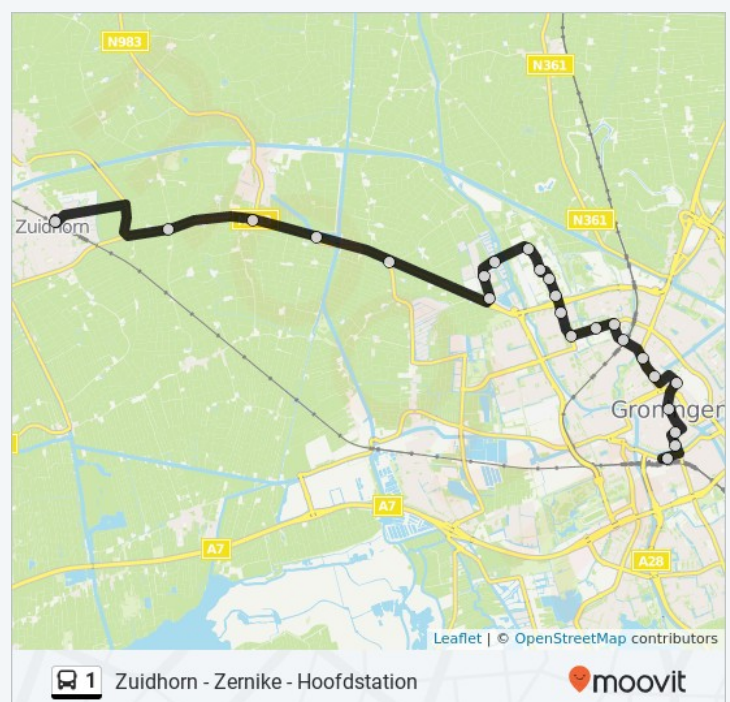 N983
N361
N361
Zuidhorn
Groningen
A7
A7
A28
Leaflet | © OpenStreetMap contributors
1 Zuidhorn - Zernike - Hoofdstation
moovit